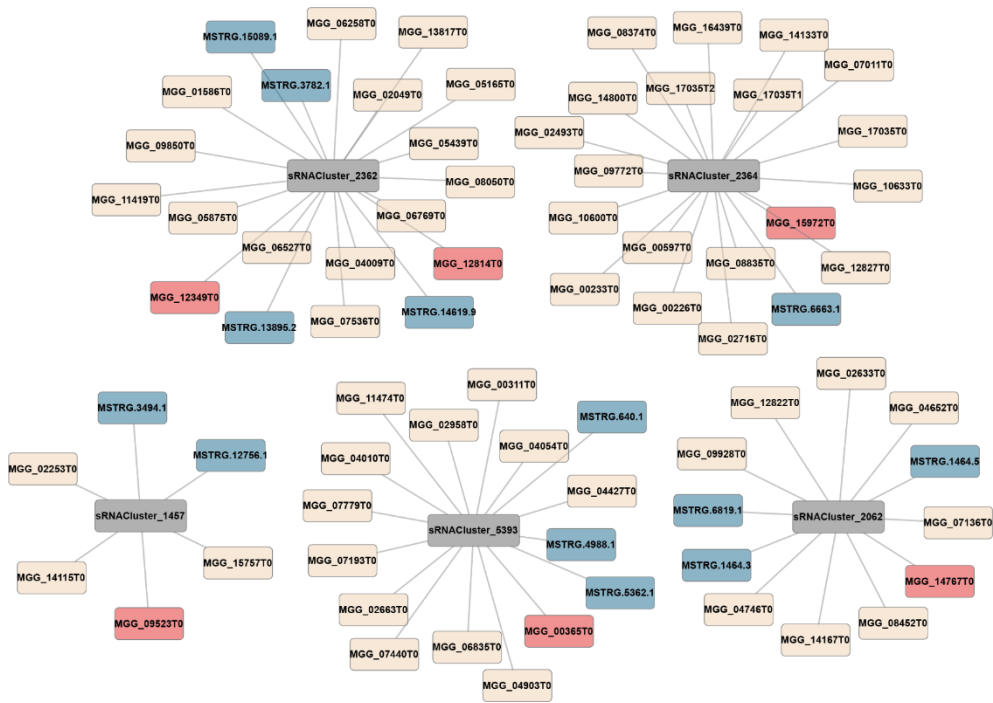 MGG_06258T0
MSTRG.15089.1
MGG_13817T0
MSTRG.3782.1
MGG_05165T0
MGG_01586T0
MGG_02049T0
MGG_09850T0
MGG_05439T0
sRNACluster_2362
MGG_08050T0
MGG_11419T0
MGG_05875T0
MGG_06769T0
MGG_06527T0
MGG_04009T0
MGG_12814T0
MGG_12349T0
MSTRG.13895.2
MGG_07536T0
MSTRG.14619.9
MGG_08374T0
MGG_16439T0
MGG_14133T0
MGG_07011T0
MGG_14800T0
MGG_17035T2
MGG_17035T1
MGG_02493T0
MGG_17035T0
MGG_09772T0
sRNACluster_2364
MGG_10633T0
MGG_10600T0
MGG_15972T0
MGG_00597T0
MGG_08835T0
MGG_12827T0
MGG_00233T0
MGG_00226T0
MSTRG.6663.1
MGG_02716T0
MSTRG.3494.1
MSTRG.12756.1
MGG_02253T0
sRNACluster_1457
MGG_14115T0
MGG_15757T0
MGG_09523T0
MGG_00311T0
MGG_11474T0
MGG_02958T0
MSTRG.640.1
MGG_04010T0
MGG_04054T0
MGG_07779T0
MGG_04427T0
sRNACluster_5393
MSTRG.4988.1
MGG_07193T0
MSTRG.5362.1
MGG_02663T0
MGG_00365T0
MGG_07440T0
MGG_06835T0
MGG_04903T0
MGG_02633T0
MGG_12822T0
MGG_04652T0
MGG_09928T0
MSTRG.1464.5
MSTRG.6819.1
sRNACluster_2062
MGG_07136T0
MSTRG.1464.3
MGG_14767T0
MGG_04746T0
MGG_08452T0
MGG_14167T0